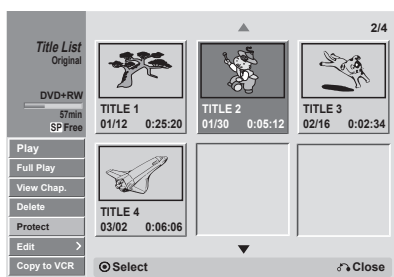 Title List
Original
2/4
DVD+RW
57min
SP Free
Play
Full Play
View Chap.
Delete
Protect
Edit >
Copy to VCR
TITLE 1
01/12 0:25:20
TITLE 2
01/30 0:05:12
TITLE 3
02/16 0:02:34
TITLE 4
03/02 0:06:06
Select
Close